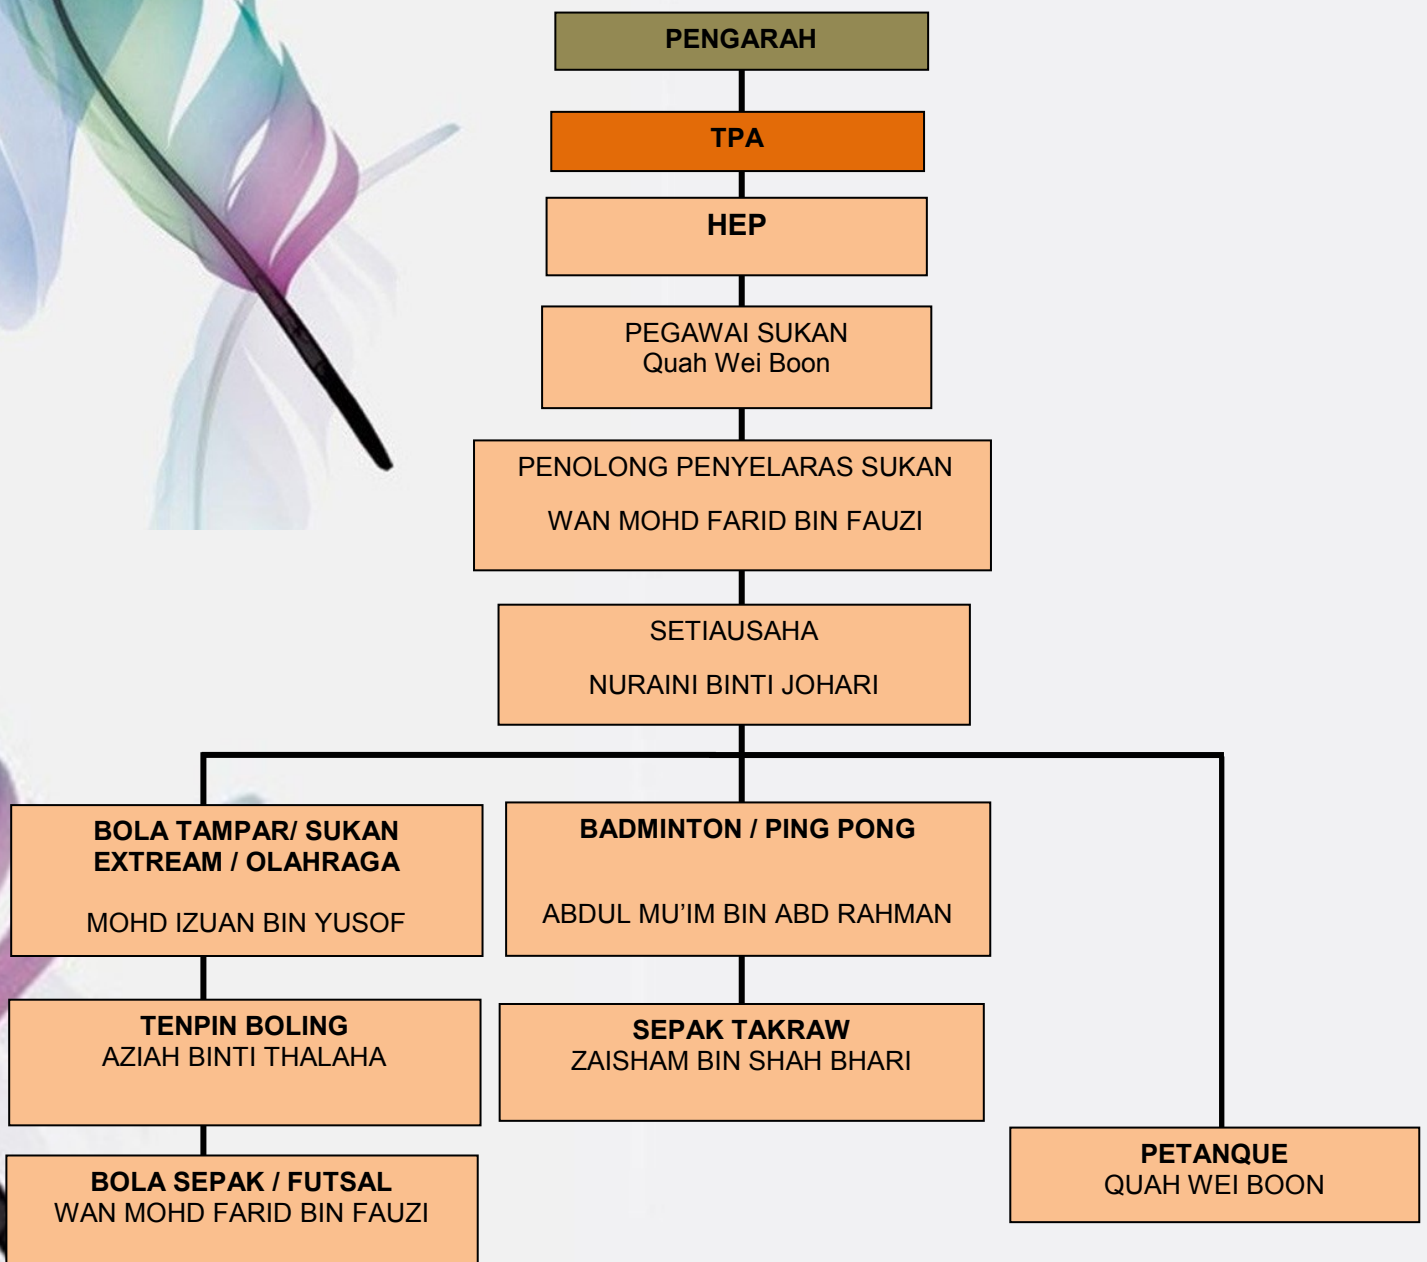 PENGARAH
TPA
HEP
PEGAWAI SUKAN
Quah Wei Boon
PENOLONG PENYELARAS SUKAN
WAN MOHD FARID BIN FAUZI
SETIAUSAHA
NURAINI BINTI JOHARI
BOLA TAMPAR/ SUKAN
EXTREAM / OLAHRAGA
MOHD IZUAN BIN YUSOF
BADMINTON / PING PONG
ABDUL MU’IM BIN ABD RAHMAN
TENPIN BOLING
AZIAH BINTI THALAHA
SEPAK TAKRAW
ZAISHAM BIN SHAH BHARI
BOLA SEPAK / FUTSAL
WAN MOHD FARID BIN FAUZI
PETANQUE
QUAH WEI BOON